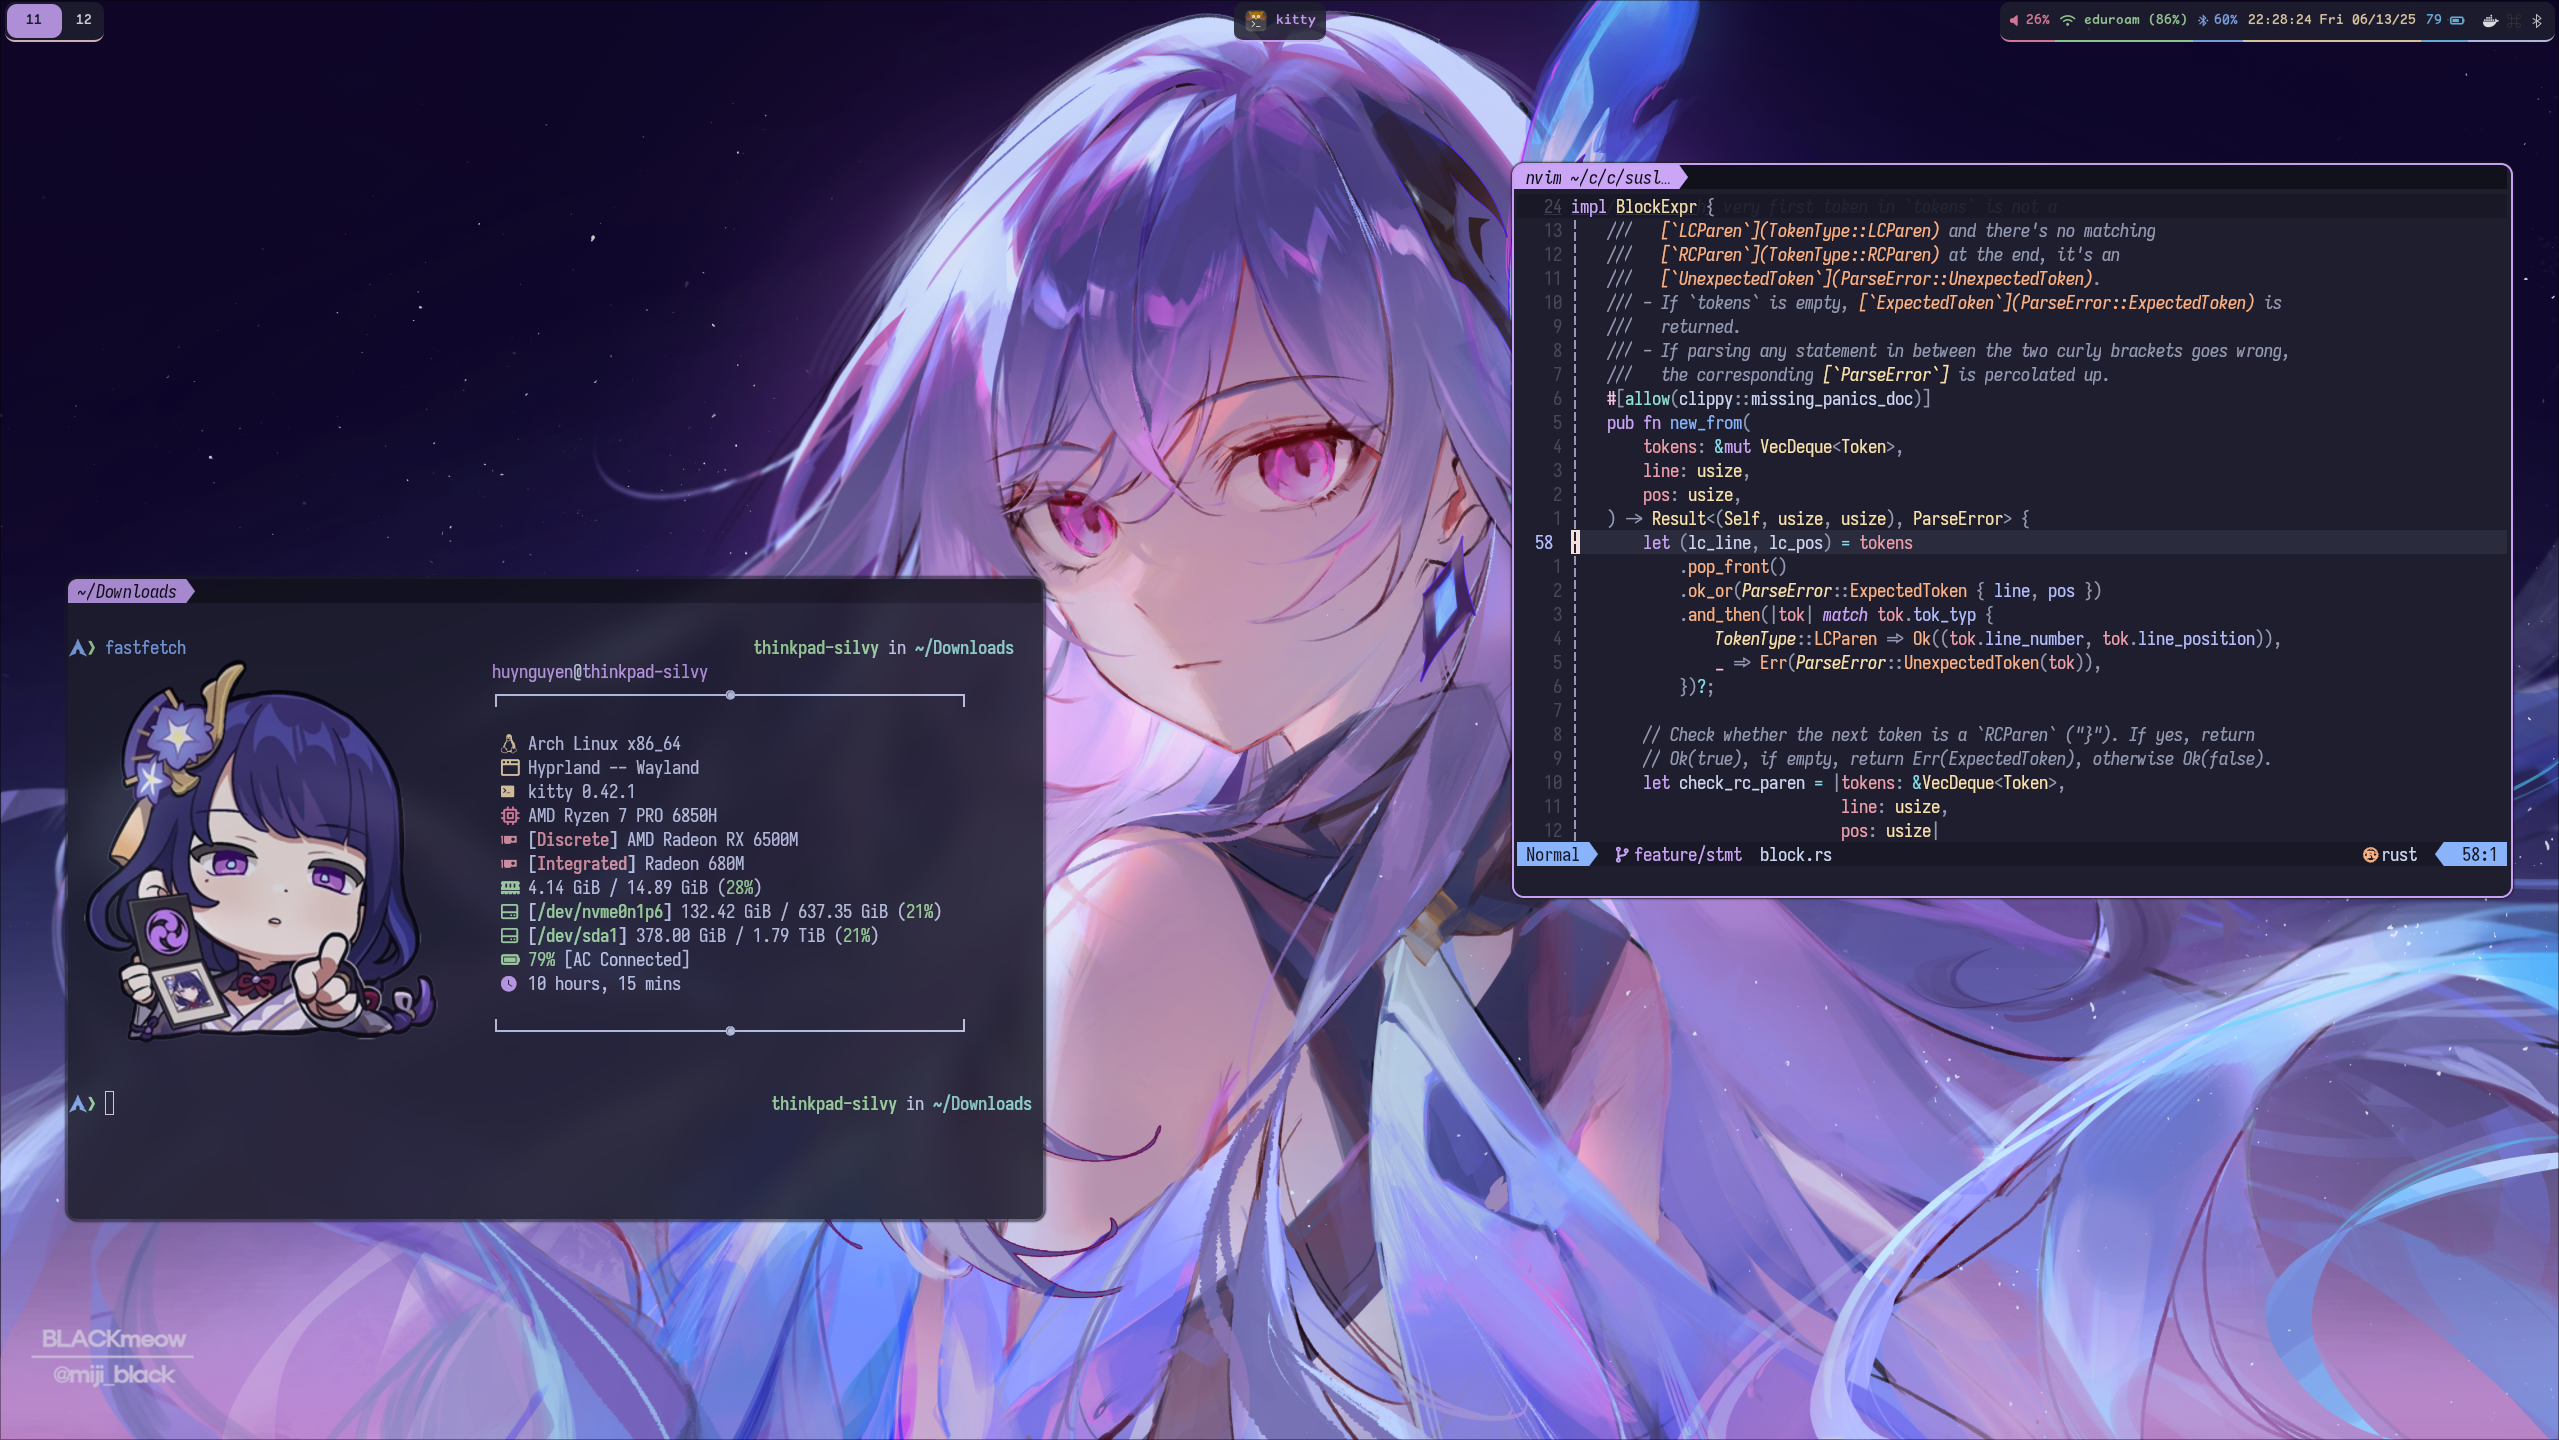 11 12
kitty
26% eduroam (86%) 60% 22:28:24 Fri 06/13/25 79
~/Downloads
fastfetch
thinkpad-silvy in ~/Downloads
huynguyen@thinkpad-silvy
Arch Linux x86_64
Hyprland -- Wayland
kitty 0.42.1
AMD Ryzen 7 PRO 6850H
[Discrete] AMD Radeon RX 6500M
[Integrated] Radeon 680M
4.14 GiB / 14.89 GiB (28%)
[/dev/nvme0n1p6] 132.42 GiB / 637.35 GiB (21%)
[/dev/sda1] 378.00 GiB / 1.79 TiB (21%)
79% [AC Connected]
10 hours, 15 mins
thinkpad-silvy in ~/Downloads
nvim ~/c/c/susl…
24 impl BlockExpr { very first token in `tokens` is not a
13 ///   [`LCParen`](TokenType::LCParen) and there's no matching
12 ///   [`RCParen`](TokenType::RCParen) at the end, it's an
11 ///   [`UnexpectedToken`](ParseError::UnexpectedToken).
10 /// - If `tokens` is empty, [`ExpectedToken`](ParseError::ExpectedToken) is
9 ///   returned.
8 /// - If parsing any statement in between the two curly brackets goes wrong,
7 ///   the corresponding [`ParseError`] is percolated up.
6 #[allow(clippy::missing_panics_doc)]
5 pub fn new_from(
4 tokens: &mut VecDeque<Token>,
3 line: usize,
2 pos: usize,
1 ) -> Result<(Self, usize, usize), ParseError> {
58 let (lc_line, lc_pos) = tokens
1 .pop_front()
2 .ok_or(ParseError::ExpectedToken { line, pos })
3 .and_then(|tok| match tok.tok_typ {
4 TokenType::LCParen => Ok((tok.line_number, tok.line_position)),
5 _ => Err(ParseError::UnexpectedToken(tok)),
6 })?;
7
8 // Check whether the next token is a `RCParen` ("}"). If yes, return
9 // Ok(true), if empty, return Err(ExpectedToken), otherwise Ok(false).
10 let check_rc_paren = |tokens: &VecDeque<Token>,
11 line: usize,
12 pos: usize|
Normal feature/stmt block.rs rust 58:1
BLACKmeow
@miji_black